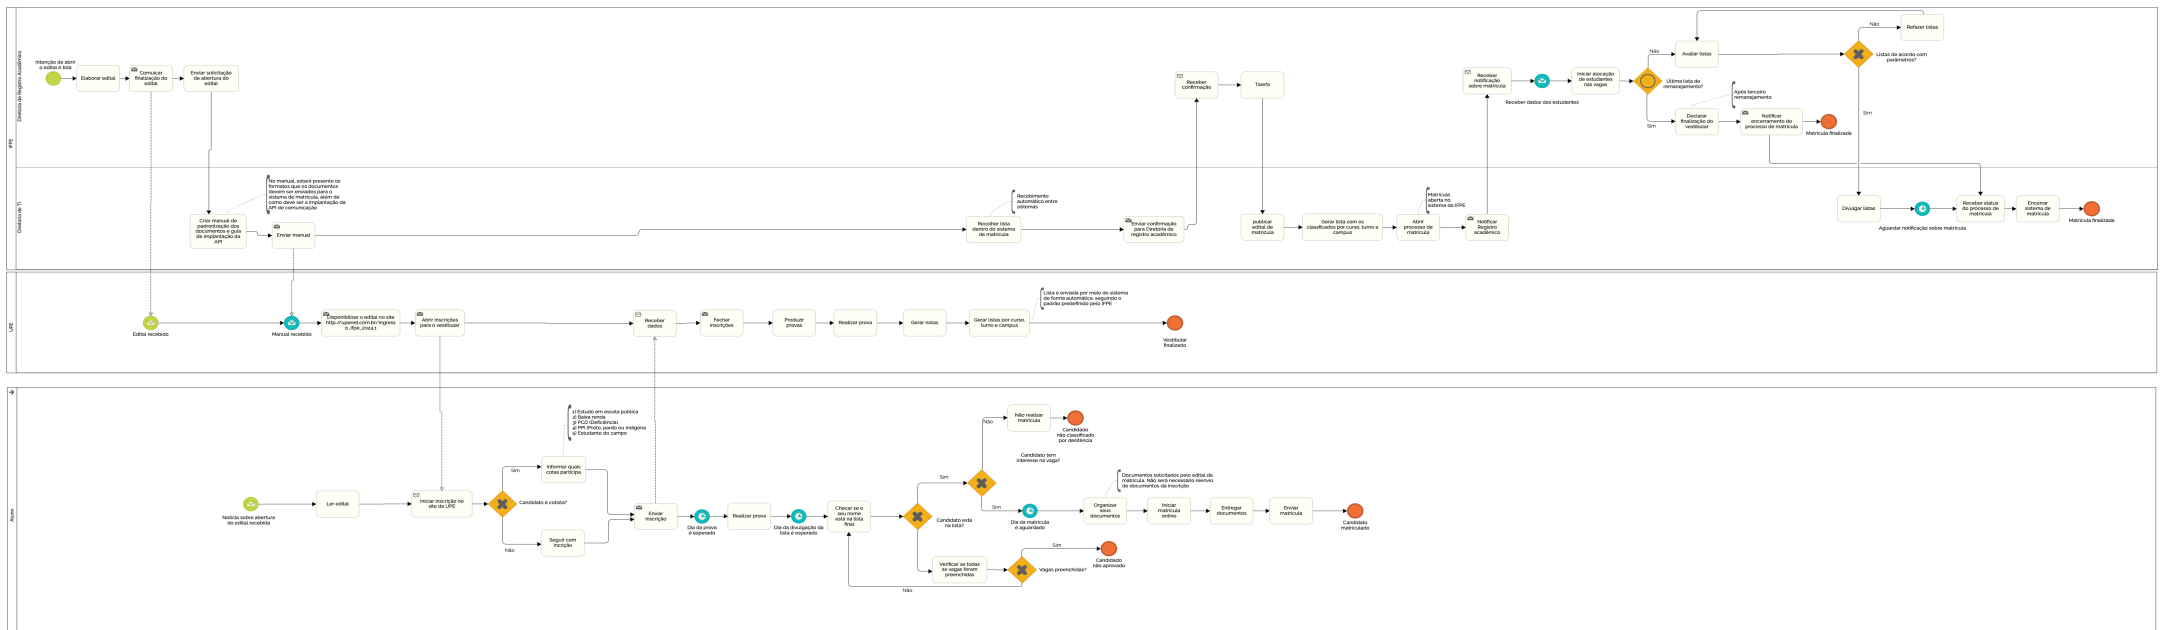 IFPE
Diretoria de Registro Acadêmico
Intenção de abrir
o edital é tida
Elaborar edital
Comuicar
finalização do
edital
Enviar solicitação
de abertura do
edital
Receber
confirmação
Tarefa
Receber
notificação
sobre matrícula
Receber dados dos estudantes
Iniciar alocação
de estudantes
nas vagas
Última lista de
remanejamento?
Não
Sim
Avaliar listas
Declarar
finalização do
vestibular
Após terceiro
remanejamento
Notificar
encerramento do
processo de matrícula
Matrícula finalizada
Listas de acordo com
parâmetros?
Não
Sim
Refazer listas
Diretoria de TI
Criar manual de
padronização dos
documentos e guia
de implantação da
API
No manual, estará presente os
formatos que os documentos
devem ser enviados para o
sistema de matrícula, além de
como deve ser a implantação da
API de comunicação
Enviar manual
Recolher lista
dentro do sistema
de matrícula
Recebimento
automático entre
sistemas
Enviar confirmação
para Diretoria de
registro acadêmico
publicar
edital de
matrícula
Gerar lista com os
classificados por curso, turno e
campus
Abrir
processo de
matrícula
Matrícula
aberta no
sistema do IFPE
Notificar
Registro
acadêmico
Divulgar listas
Aguardar notificação sobre matrícula
Receber status
do processo de
matrícula
Encerrar
sistema de
matrícula
Matrícula finalizada
UPE
Edital recebido
Manual recebido
Disponibilizar o edital no site
http://upenet.com.br/ingress
o_ifpe_2024.1
Abrir inscrições
para o vestibular
Receber
dados
Fechar
inscrições
Produzir
provas
Realizar prova
Gerar notas
Gerar listas por curso,
turno e campus
Lista é enviada por meio do sistema
de forma automática, seguindo o
padrão predefinido pelo IFPE
Vestibular
finalizado
Aluno
Notícia sobre abertura
do edital recebida
Ler edital
Iniciar inscrição no
site da UPE
Candidato é cotista?
Sim
Não
Informar quais
cotas participa
1) Estudo em escola pública
2) Baixa renda
3) PCD (Deficiência)
4) PPI (Preto, pardo ou indígena
5) Estudante do campo
Seguir com
incrição
Enviar
inscrição
Dia da prova
é esperado
Realizar prova
Dia da divulgação da
lista é esperado
Checar se o
seu nome
está na lista
final
Candidato está
na lista?
Sim
Candidato tem
interesse na vaga?
Não
Não realizar
matrícula
Candidado
não classificado
por desitência
Sim
Dia da matrícula
é aguardado
Organizar
seus
documentos
Documentos solicitados pelo edital de
matrícula. Não será necessário reenvio
de documentos da inscrição
Iniciar
matrícula
online
Entregar
documentos
Enviar
matrícula
Candidato
matriculado
Verificar se todas
as vagas foram
preenchidas
Vagas preenchidas?
Sim
Candidado
não aprovado
Não